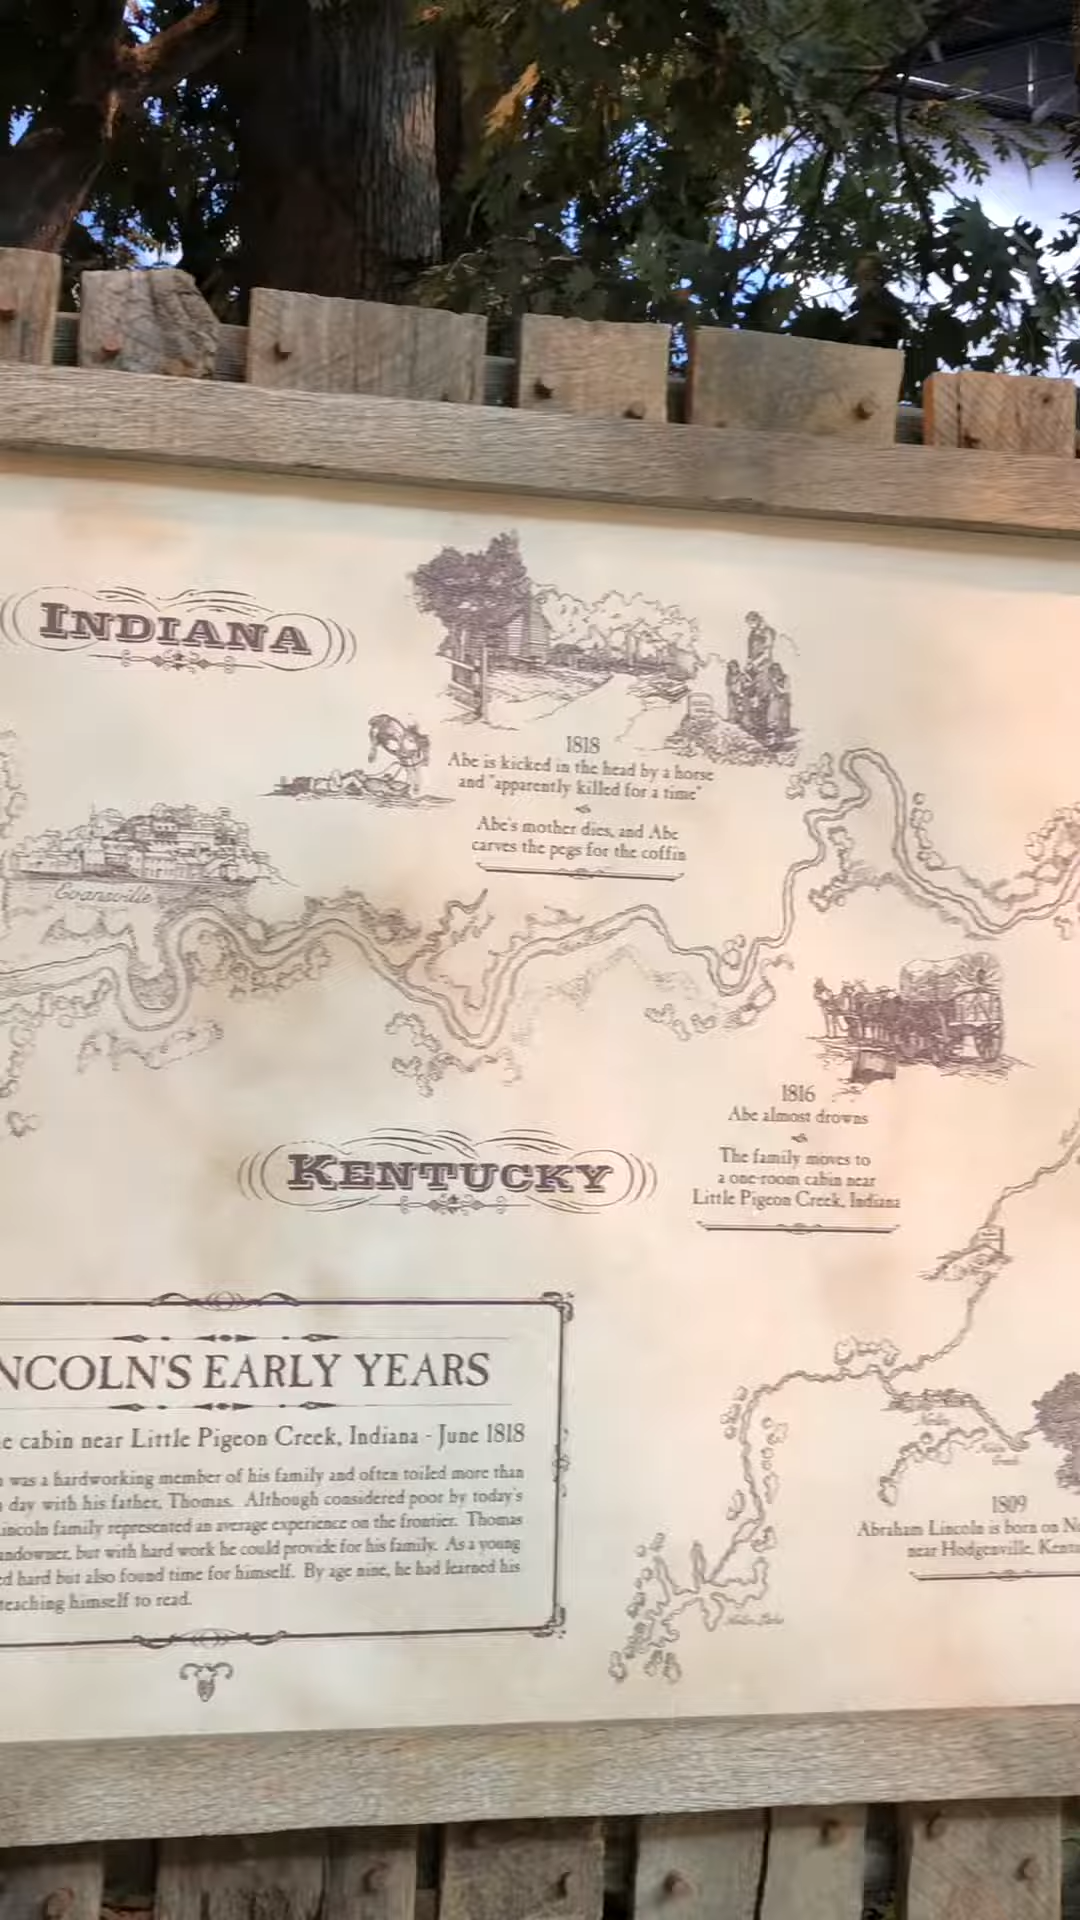 INDIANA
1818
Abe is kicked in the head by a horse
and "apparently killed for a time"
Abe's mother dies, and Abe
carves the pegs for the coffin
Evansville
1816
Abe almost drowns
The family moves to
a one-room cabin near
Little Pigeon Creek, Indiana
KENTUCKY
NCOLN'S EARLY YEARS
e cabin near Little Pigeon Creek, Indiana - June 1818
was a hardworking member of his family and often toiled more than
day with his father, Thomas. Although considered poor by today's
incoln family represented an average experience on the frontier. Thomas
andowner, but with hard work he could provide for his family. As a young
ed hard but also found time for himself. By age nine, he had learned his
teaching himself to read.
1809
Abraham Lincoln is born on N
near Hodgenville, Kentu